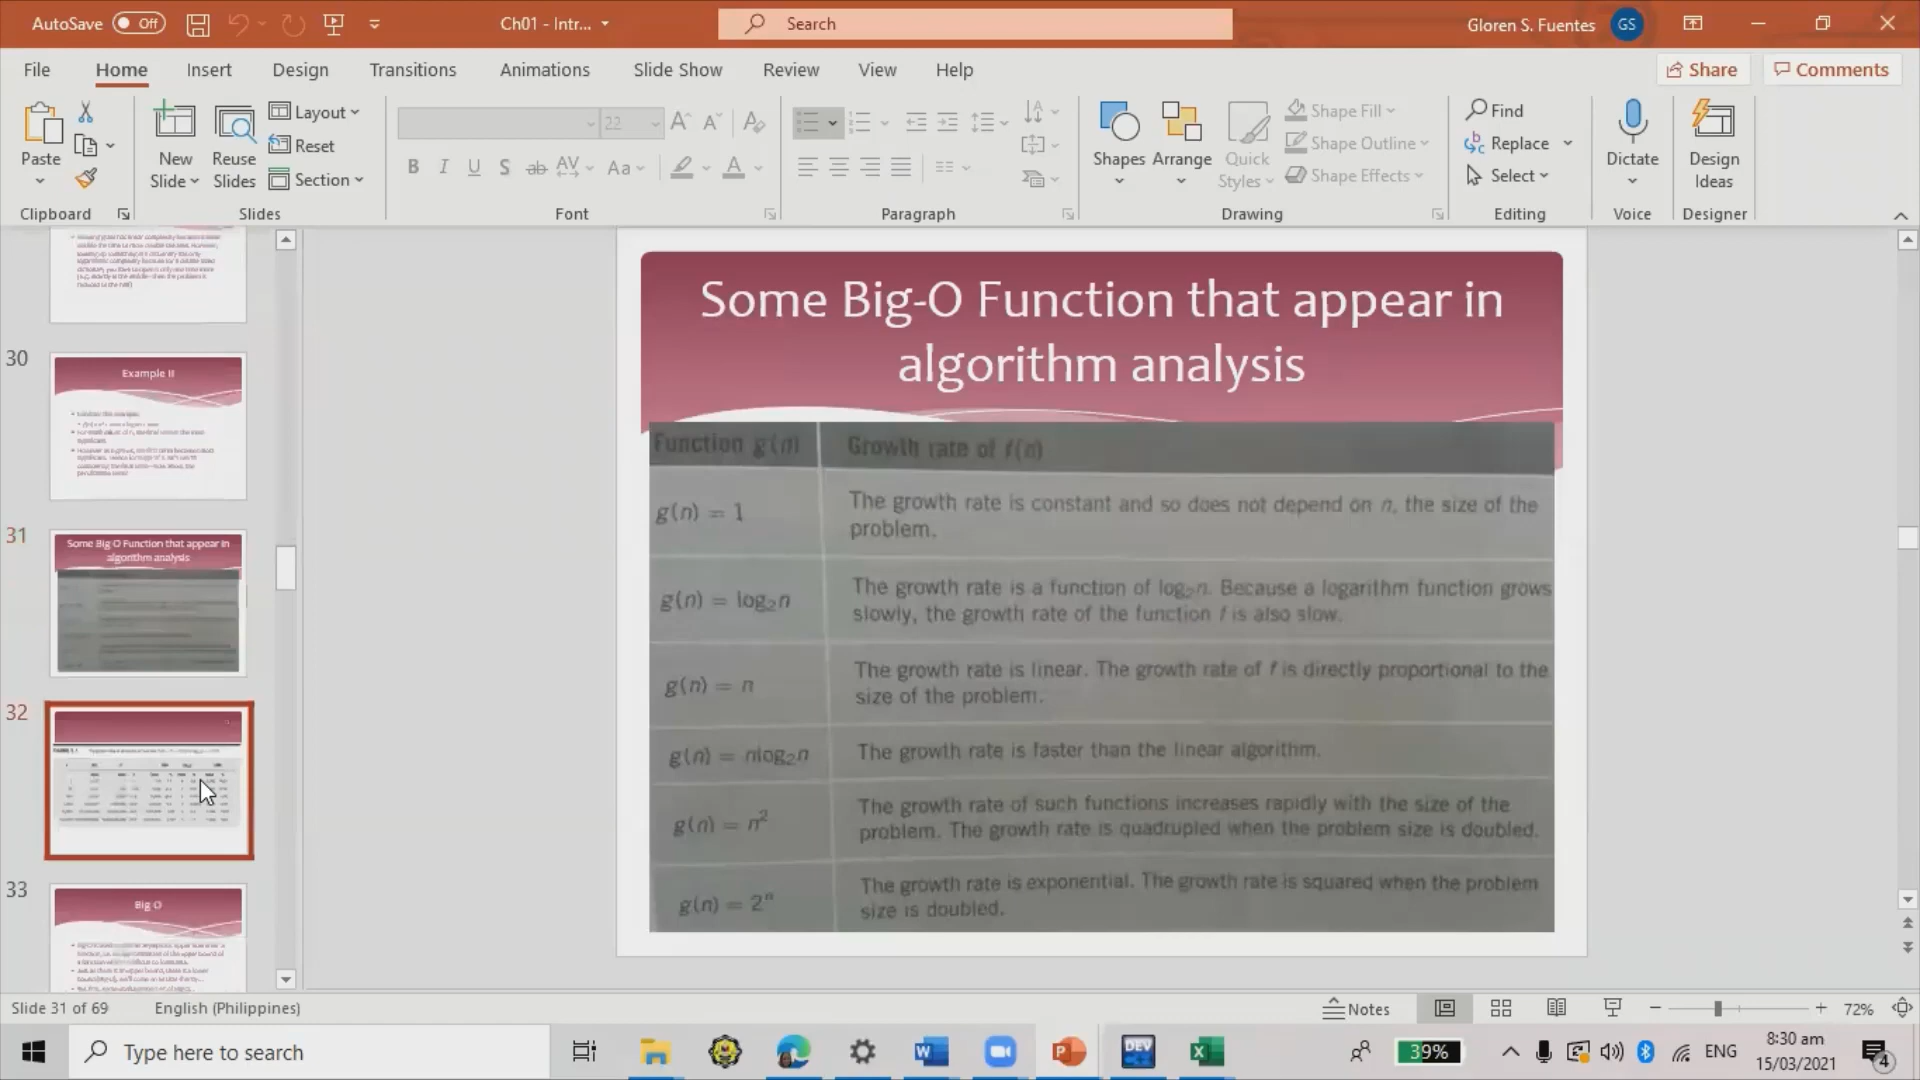 AutoSave Off Ch01 - Intr... Search Gloren S. Fuentes GS
File Home Insert Design Transitions Animations Slide Show Review View Help Share Comments
Paste
Clipboard
New Slide
Reuse Slides
Layout
Reset
Section
Slides
22
B I U S ab AV Aa A
Font
Paragraph
Shapes
Arrange
Quick Styles
Shape Fill
Shape Outline
Shape Effects
Drawing
Find
Replace
Select
Editing
Dictate
Voice
Design Ideas
Designer
30
Example II
31
Some Big O Function that appear in
algorithm analysis
32
33
Big O
Some Big-O Function that appear in
algorithm analysis
Function g(n) Growth rate of f(n)
g(n) = 1 The growth rate is constant and so does not depend on n, the size of the
problem.
g(n) = log2n The growth rate is a function of log2n. Because a logarithm function grows
slowly, the growth rate of the function f is also slow.
g(n) = n The growth rate is linear. The growth rate of f is directly proportional to the
size of the problem.
g(n) = nlog2n The growth rate is faster than the linear algorithm.
g(n) = n² The growth rate of such functions increases rapidly with the size of the
problem. The growth rate is quadrupled when the problem size is doubled.
g(n) = 2ⁿ The growth rate is exponential. The growth rate is squared when the problem
size is doubled.
Slide 31 of 69 English (Philippines) Notes 72%
Type here to search DEV 39% ENG 8:30 am
15/03/2021 4